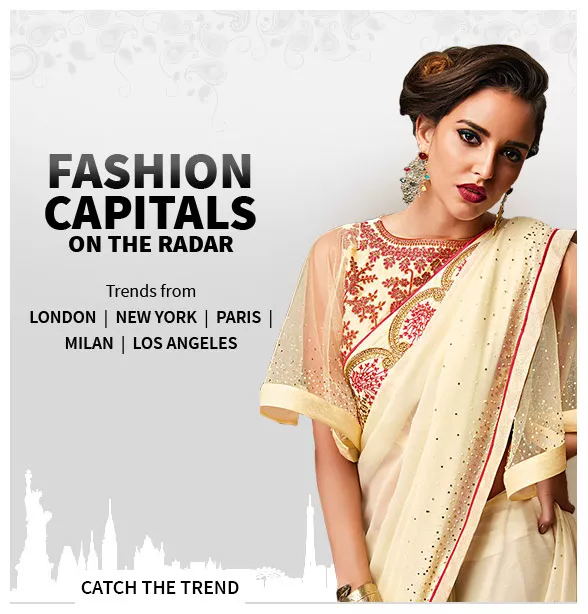 FASHION
CAPITALS
ON THE RADAR
Trends from
LONDON | NEW YORK | PARIS |
MILAN | LOS ANGELES
CATCH THE TREND